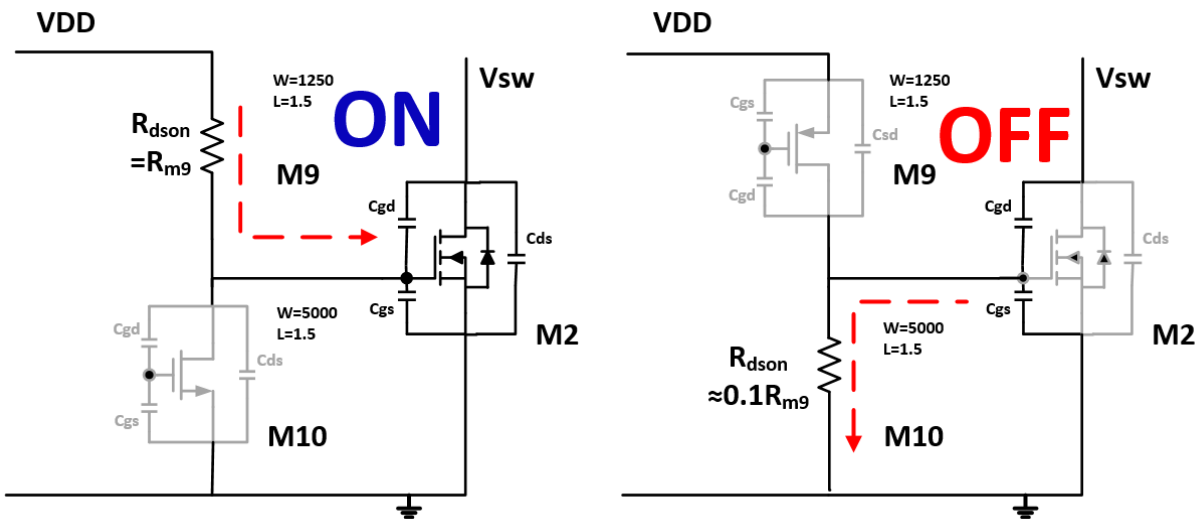 VDD
W=1250
L=1.5
Vsw
ON
Rdson
=Rm9
M9
Cgd
Cds
Cgs
W=5000
L=1.5
M2
Cgd
Cds
Cgs
M10
VDD
W=1250
L=1.5
Vsw
Cgs
Csd
OFF
Cgd
M9
Cgd
Cds
Cgs
W=5000
L=1.5
M2
Rdson
≈0.1Rm9
M10